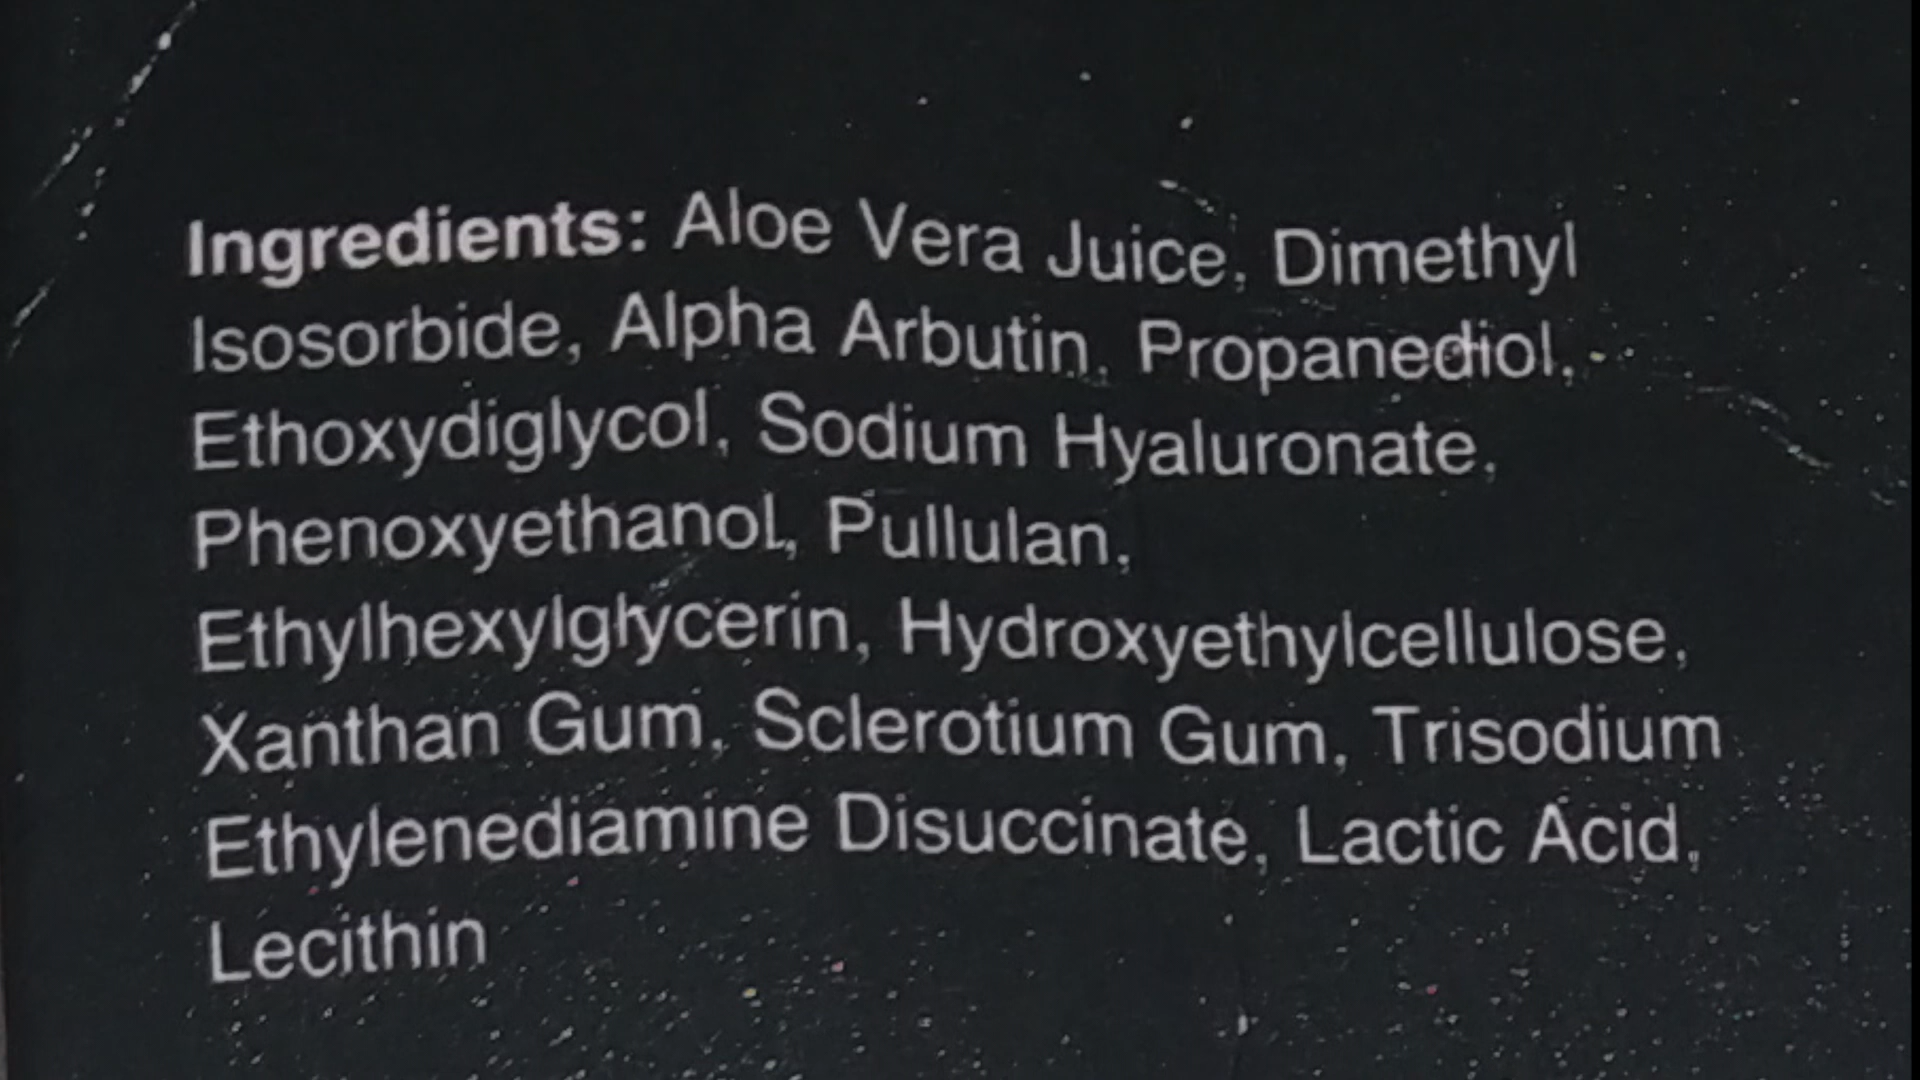 Ingredients: Aloe Vera Juice, Dimethyl
Isosorbide, Alpha Arbutin, Propanediol,
Ethoxydiglycol, Sodium Hyaluronate,
Phenoxyethanol, Pullulan,
Ethylhexylglycerin, Hydroxyethylcellulose,
Xanthan Gum, Sclerotium Gum, Trisodium
Ethylenediamine Disuccinate, Lactic Acid,
Lecithin